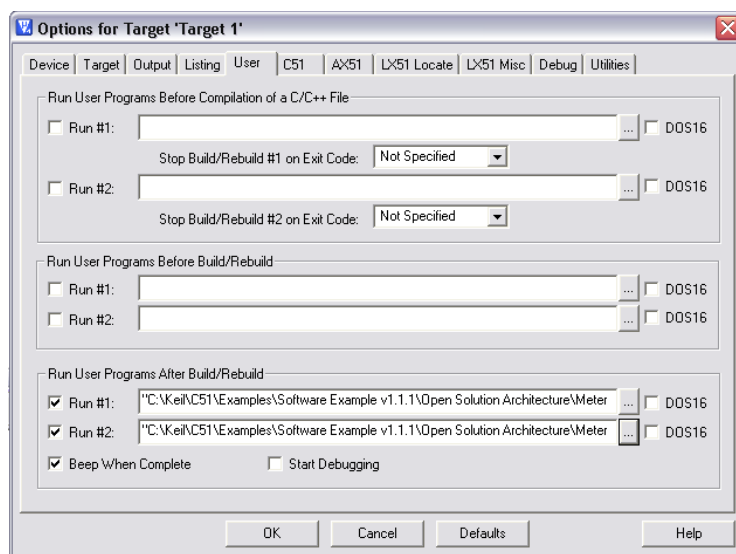 Options for Target 'Target 1'
Device Target Output Listing User C51 AX51 LX51 Locate LX51 Misc Debug Utilities
Run User Programs Before Compilation of a C/C++ File
Run #1: ... DOS16
Stop Build/Rebuild #1 on Exit Code: Not Specified
Run #2: ... DOS16
Stop Build/Rebuild #2 on Exit Code: Not Specified
Run User Programs Before Build/Rebuild
Run #1: ... DOS16
Run #2: ... DOS16
Run User Programs After Build/Rebuild
Run #1: "C:\Keil\C51\Examples\Software Example v1.1.1\Open Solution Architecture\Meter ... DOS16
Run #2: "C:\Keil\C51\Examples\Software Example v1.1.1\Open Solution Architecture\Meter ... DOS16
Beep When Complete Start Debugging
OK Cancel Defaults Help